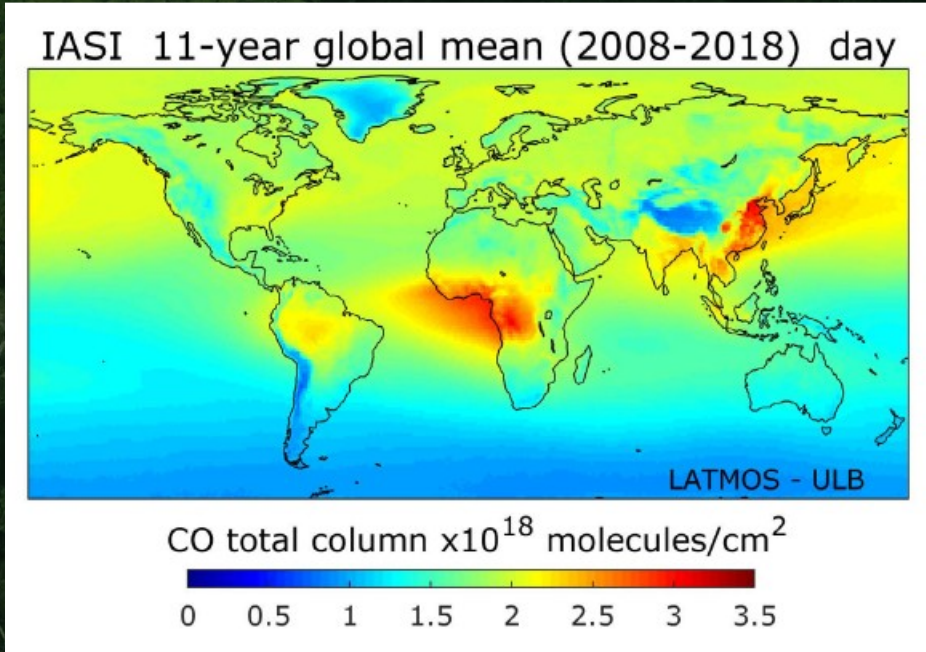 IASI 11-year global mean (2008-2018) day
LATMOS - ULB
CO total column x10^18 molecules/cm^2
0 0.5 1 1.5 2 2.5 3 3.5